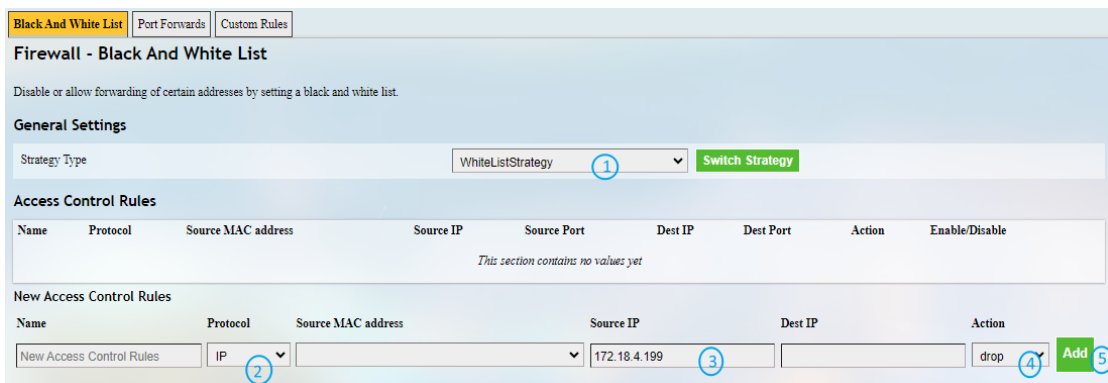 Black And White List Port Forwards Custom Rules
Firewall - Black And White List
Disable or allow forwarding of certain addresses by setting a black and white list.
General Settings
Strategy Type WhiteListStrategy 1 Switch Strategy
Access Control Rules
Name Protocol Source MAC address Source IP Source Port Dest IP Dest Port Action Enable/Disable
This section contains no values yet
New Access Control Rules
Name Protocol Source MAC address Source IP Dest IP Action
New Access Control Rules IP 2 172.18.4.199 3 drop 4 Add 5